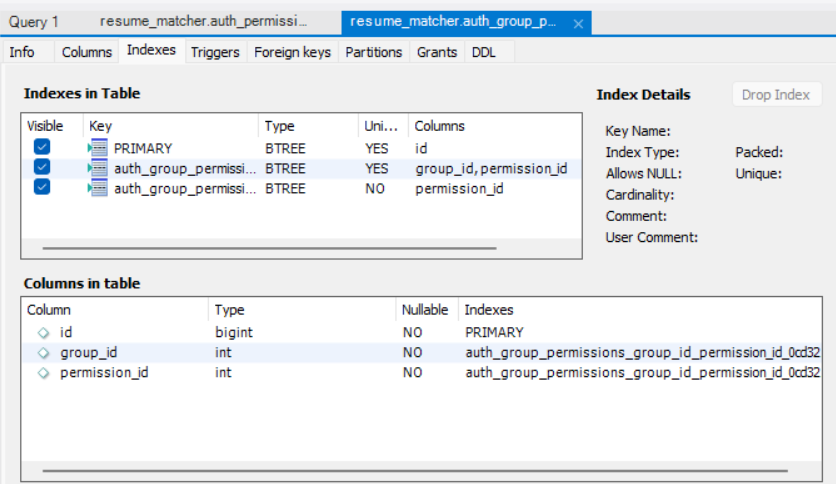 Query 1 resume_matcher.auth_permissi... resume_matcher.auth_group_p... ×
Info Columns Indexes Triggers Foreign keys Partitions Grants DDL
Indexes in Table
Visible Key Type Uni... Columns
PRIMARY BTREE YES id
auth_group_permissi... BTREE YES group_id,permission_id
auth_group_permissi... BTREE NO permission_id
Index Details Drop Index
Key Name:
Index Type: Packed:
Allows NULL: Unique:
Cardinality:
Comment:
User Comment:
Columns in table
Column Type Nullable Indexes
id bigint NO PRIMARY
group_id int NO auth_group_permissions_group_id_permission_id_0cd32
permission_id int NO auth_group_permissions_group_id_permission_id_0cd32